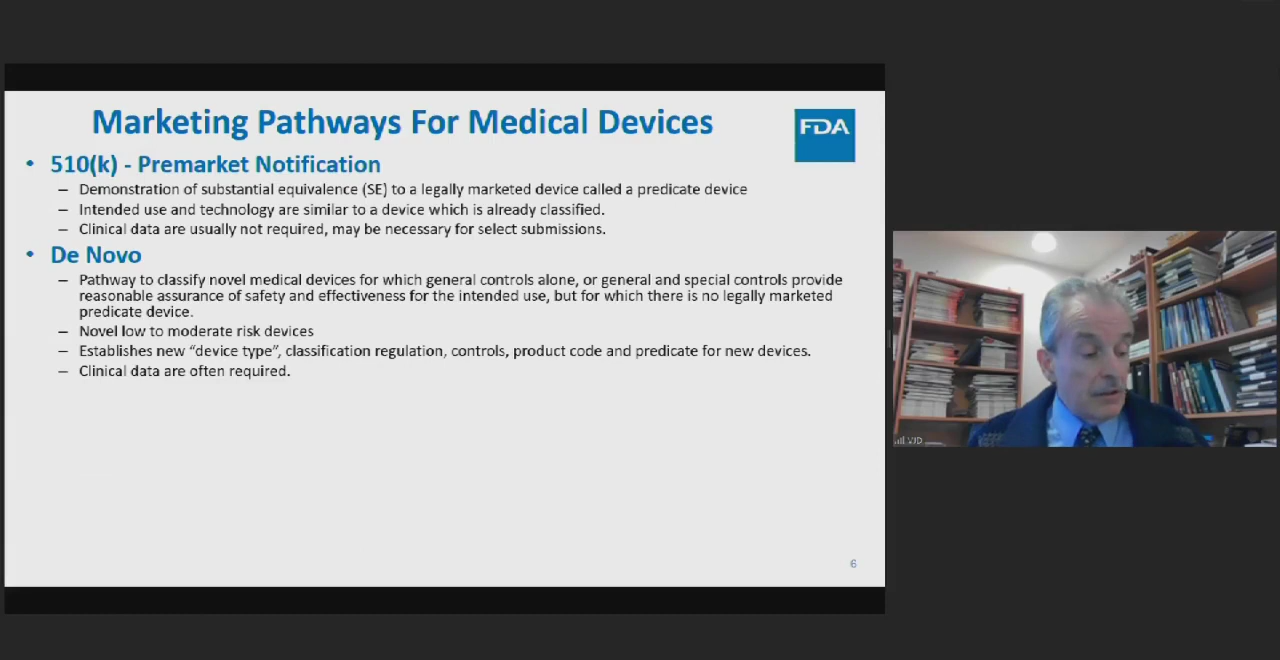 Marketing Pathways For Medical Devices
FDA
• 510(k) - Premarket Notification
– Demonstration of substantial equivalence (SE) to a legally marketed device called a predicate device
– Intended use and technology are similar to a device which is already classified.
– Clinical data are usually not required, may be necessary for select submissions.
• De Novo
– Pathway to classify novel medical devices for which general controls alone, or general and special controls provide
reasonable assurance of safety and effectiveness for the intended use, but for which there is no legally marketed
predicate device.
– Novel low to moderate risk devices
– Establishes new “device type”, classification regulation, controls, product code and predicate for new devices.
– Clinical data are often required.
6